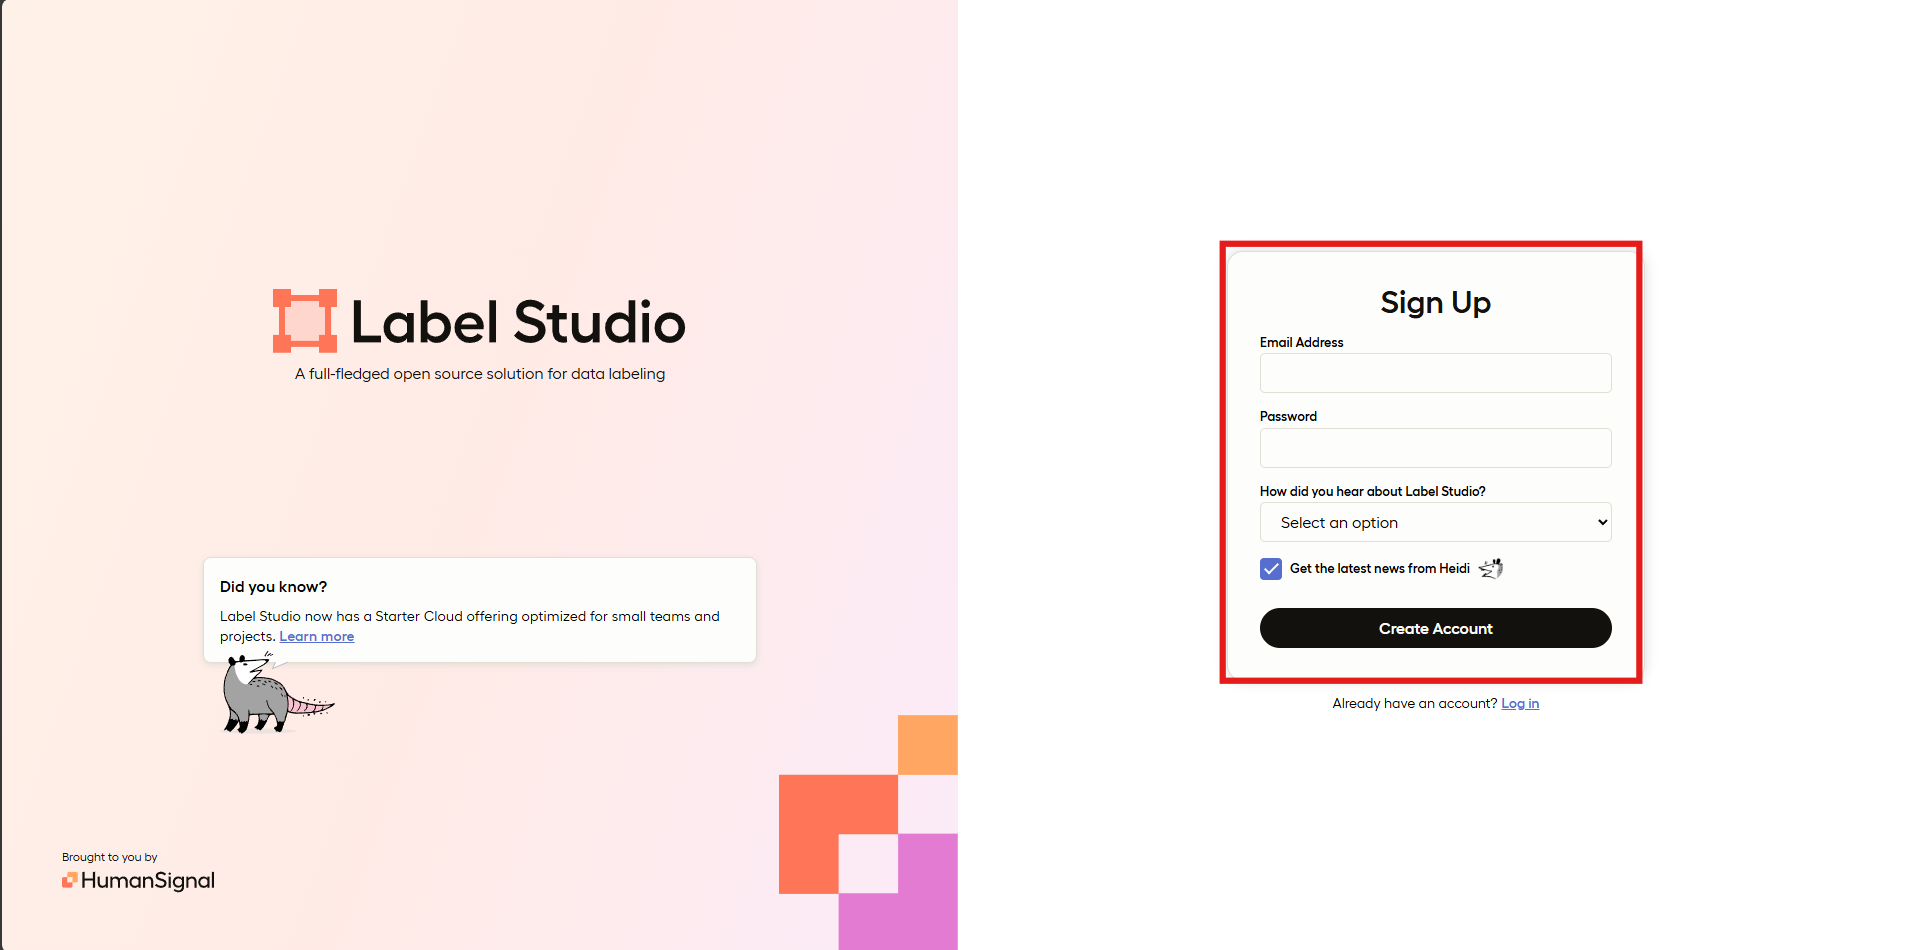 Label Studio
A full-fledged open source solution for data labeling
Did you know?
Label Studio now has a Starter Cloud offering optimized for small teams and
projects. Learn more
Brought to you by
HumanSignal
Sign Up
Email Address
Password
How did you hear about Label Studio?
Select an option
Get the latest news from Heidi
Create Account
Already have an account? Log in